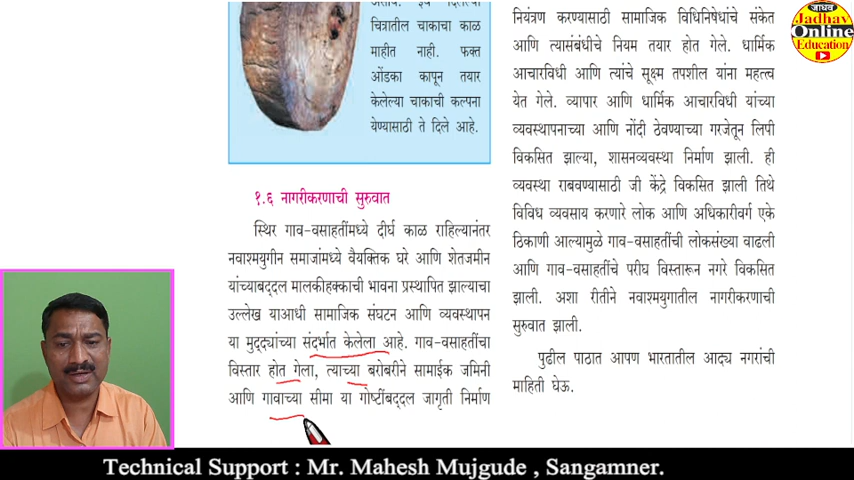 चित्रातील चाकाचा काळ
माहीत नाही. फक्त
ओंडका कापून तयार
केलेल्या चाकाची कल्पना
येण्यासाठी ते दिले आहे.
१.६ नागरीकरणाची सुरुवात
स्थिर गाव-वसाहतींमध्ये दीर्घ काळ राहिल्यानंतर
नवाश्मयुगीन समाजांमध्ये वैयक्तिक घरे आणि शेतजमीन
यांच्याबद्दल मालकीहक्काची भावना प्रस्थापित झाल्याचा
उल्लेख याआधी सामाजिक संघटन आणि व्यवस्थापन
या मुद्द्यांच्या संदर्भात केलेला आहे. गाव-वसाहतींचा
विस्तार होत गेला, त्याच्या बरोबरीने सामाईक जमिनी
आणि गावाच्या सीमा या गोष्टींबद्दल जागृती निर्माण
नियंत्रण करण्यासाठी सामाजिक विधिनिषेधांचे संकेत
आणि त्यासंबंधीचे नियम तयार होत गेले. धार्मिक
आचारविधी आणि त्यांचे सूक्ष्म तपशील यांना महत्त्व
येत गेले. व्यापार आणि धार्मिक आचारविधी यांच्या
व्यवस्थापनाच्या आणि नोंदी ठेवण्याच्या गरजेतून लिपी
विकसित झाल्या, शासनव्यवस्था निर्माण झाली. ही
व्यवस्था राबवण्यासाठी जी केंद्रे विकसित झाली तिथे
विविध व्यवसाय करणारे लोक आणि अधिकारीवर्ग एके
ठिकाणी आल्यामुळे गाव-वसाहतींची लोकसंख्या वाढली
आणि गाव-वसाहतींचे परीघ विस्तारून नगरे विकसित
झाली. अशा रीतीने नवाश्मयुगातील नागरीकरणाची
सुरुवात झाली.
पुढील पाठात आपण भारतातील आद्य नगरांची
माहिती घेऊ.
जाधव
Jadhav
Online
Education
Technical Support : Mr. Mahesh Mujgude , Sangamner.